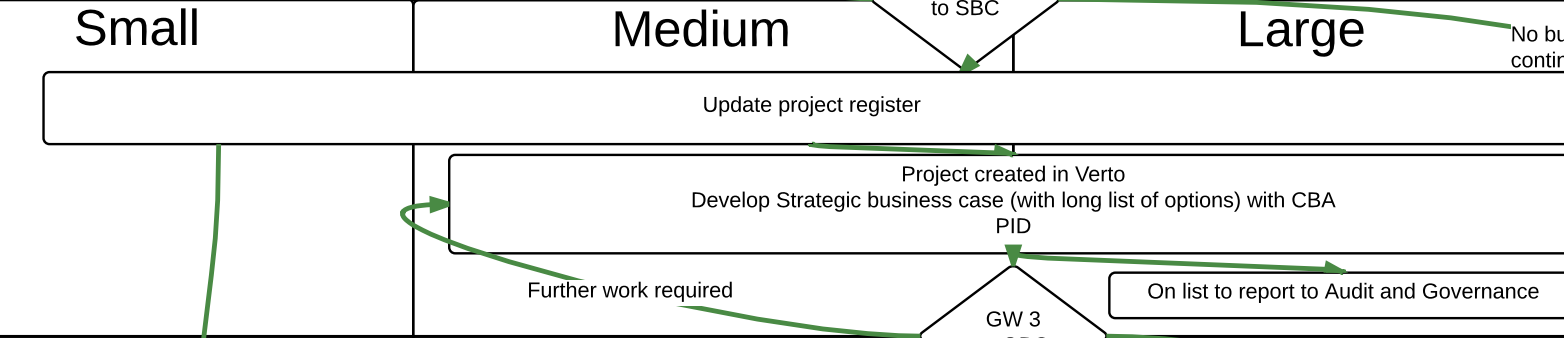 to SBC
Small
Medium
Large
No bu
contin
Update project register
Project created in Verto
Develop Strategic business case (with long list of options) with CBA
PID
Further work required
On list to report to Audit and Governance
GW 3